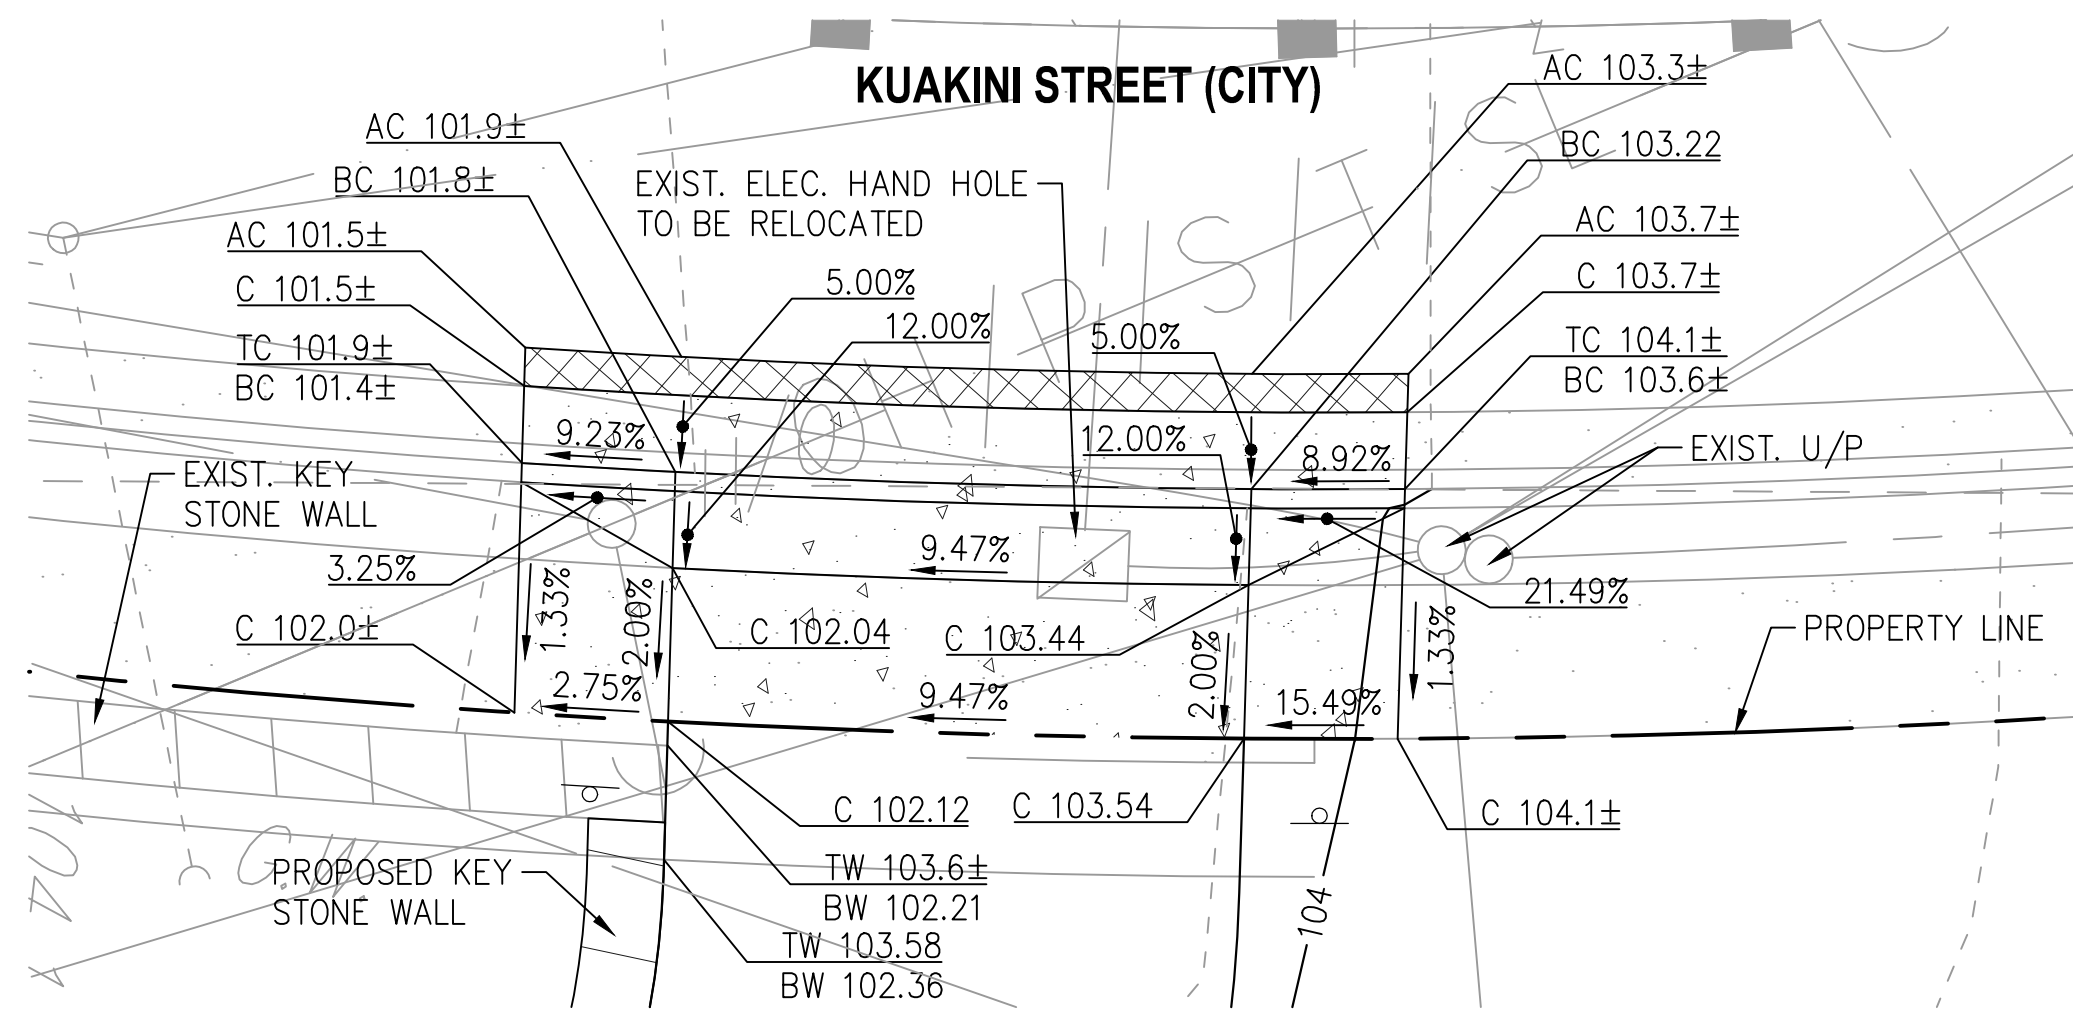 KUAKINI STREET (CITY)
AC 103.3±
AC 101.9±
BC 103.22
BC 101.8±
EXIST. ELEC. HAND HOLE
TO BE RELOCATED
AC 103.7±
AC 101.5±
C 103.7±
C 101.5±
5.00%
12.00%
5.00%
TC 104.1±
BC 103.6±
TC 101.9±
BC 101.4±
9.23%
12.00%
8.92%
EXIST. U/P
EXIST. KEY
STONE WALL
3.25%
9.47%
21.49%
1.33%
2.00%
C 102.0±
C 102.04
C 103.44
2.00%
1.33%
PROPERTY LINE
2.75%
9.47%
15.49%
C 102.12
C 103.54
C 104.1±
TW 103.6±
BW 102.21
TW 103.58
BW 102.36
PROPOSED KEY
STONE WALL
104
G.W.